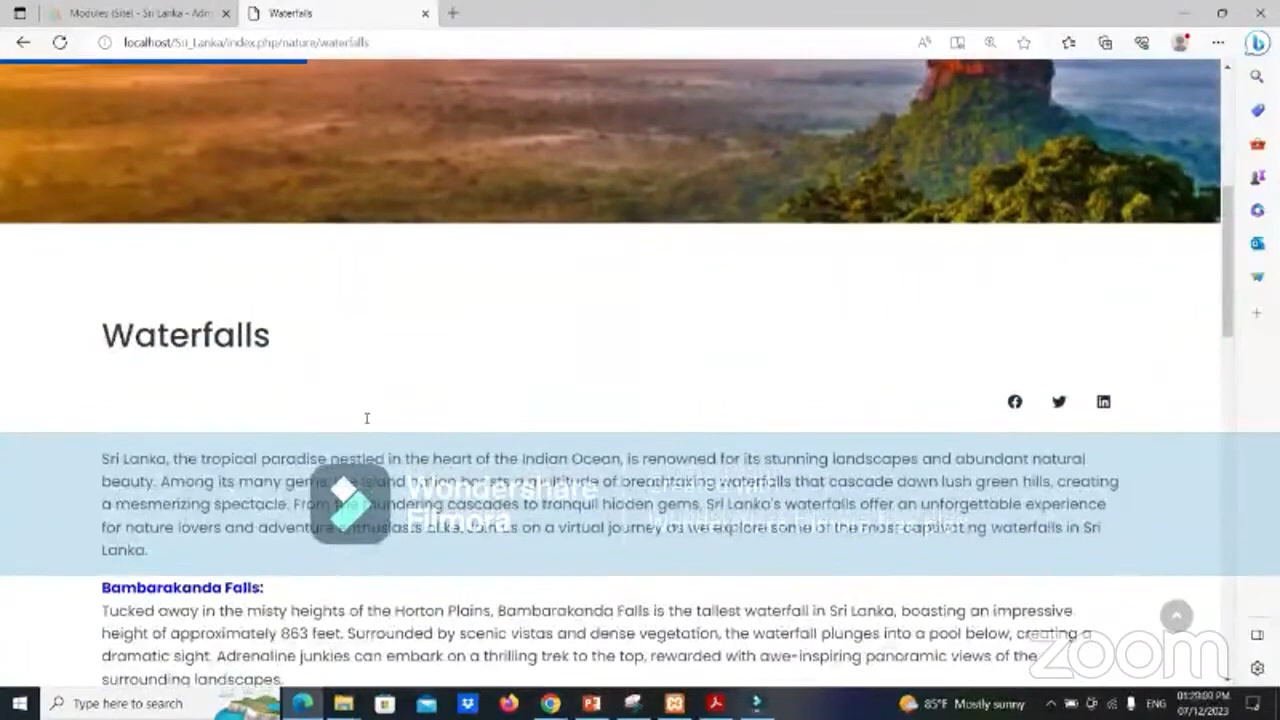 Modules (Site) - Sri Lanka - Adm
Waterfalls
localhost/Sri_Lanka/index.php/nature/waterfalls
Waterfalls
Sri Lanka, the tropical paradise nestled in the heart of the Indian Ocean, is renowned for its stunning landscapes and abundant natural
beauty. Among its many gems, the island nation boasts a multitude of breathtaking waterfalls that cascade down lush green hills, creating
a mesmerizing spectacle. From the thundering cascades to tranquil hidden gems, Sri Lanka's waterfalls offer an unforgettable experience
for nature lovers and adventure enthusiasts alike. Join us on a virtual journey as we explore some of the most captivating waterfalls in Sri
Lanka.
Wondershare
Filmora
Bambarakanda Falls:
Tucked away in the misty heights of the Horton Plains, Bambarakanda Falls is the tallest waterfall in Sri Lanka, boasting an impressive
height of approximately 863 feet. Surrounded by scenic vistas and dense vegetation, the waterfall plunges into a pool below, creating a
dramatic sight. Adrenaline junkies can embark on a thrilling trek to the top, rewarded with awe-inspiring panoramic views of the
surrounding landscapes.
zoom
Type here to search
85°F Mostly sunny
ENG
01:29:00 PM
07/12/2023